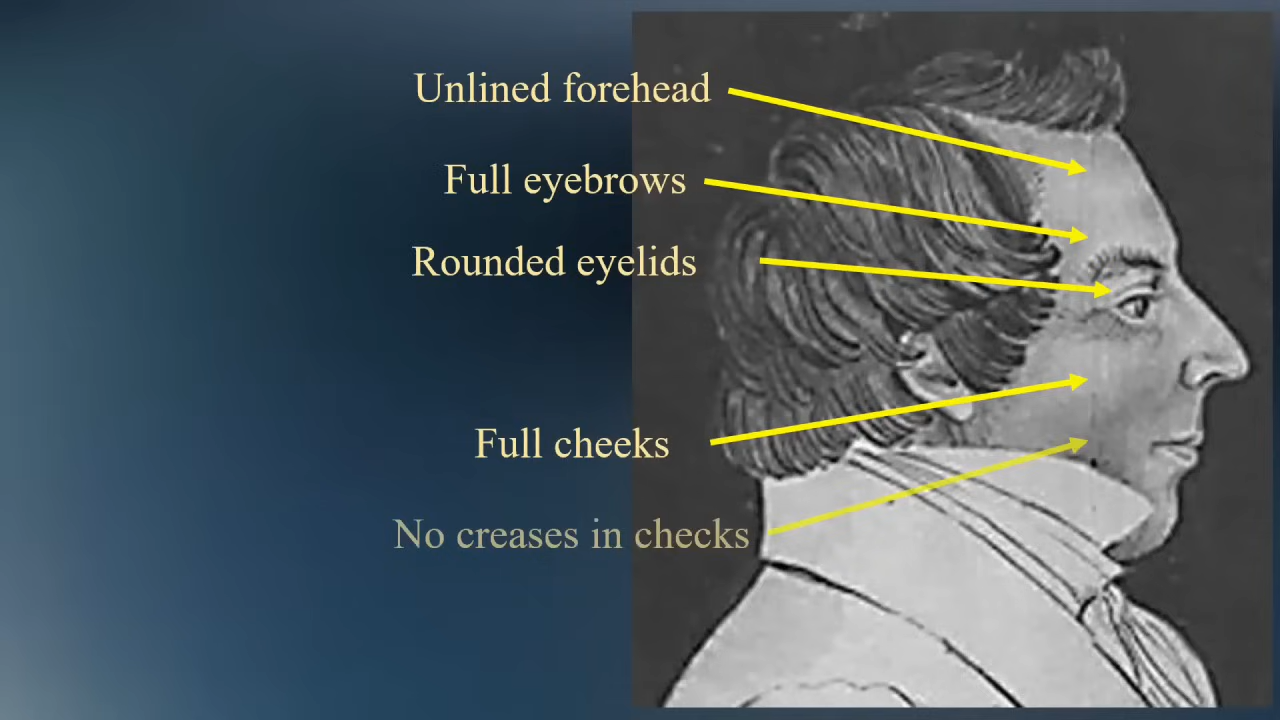 Unlined forehead
Full eyebrows
Rounded eyelids
Full cheeks
No creases in checks